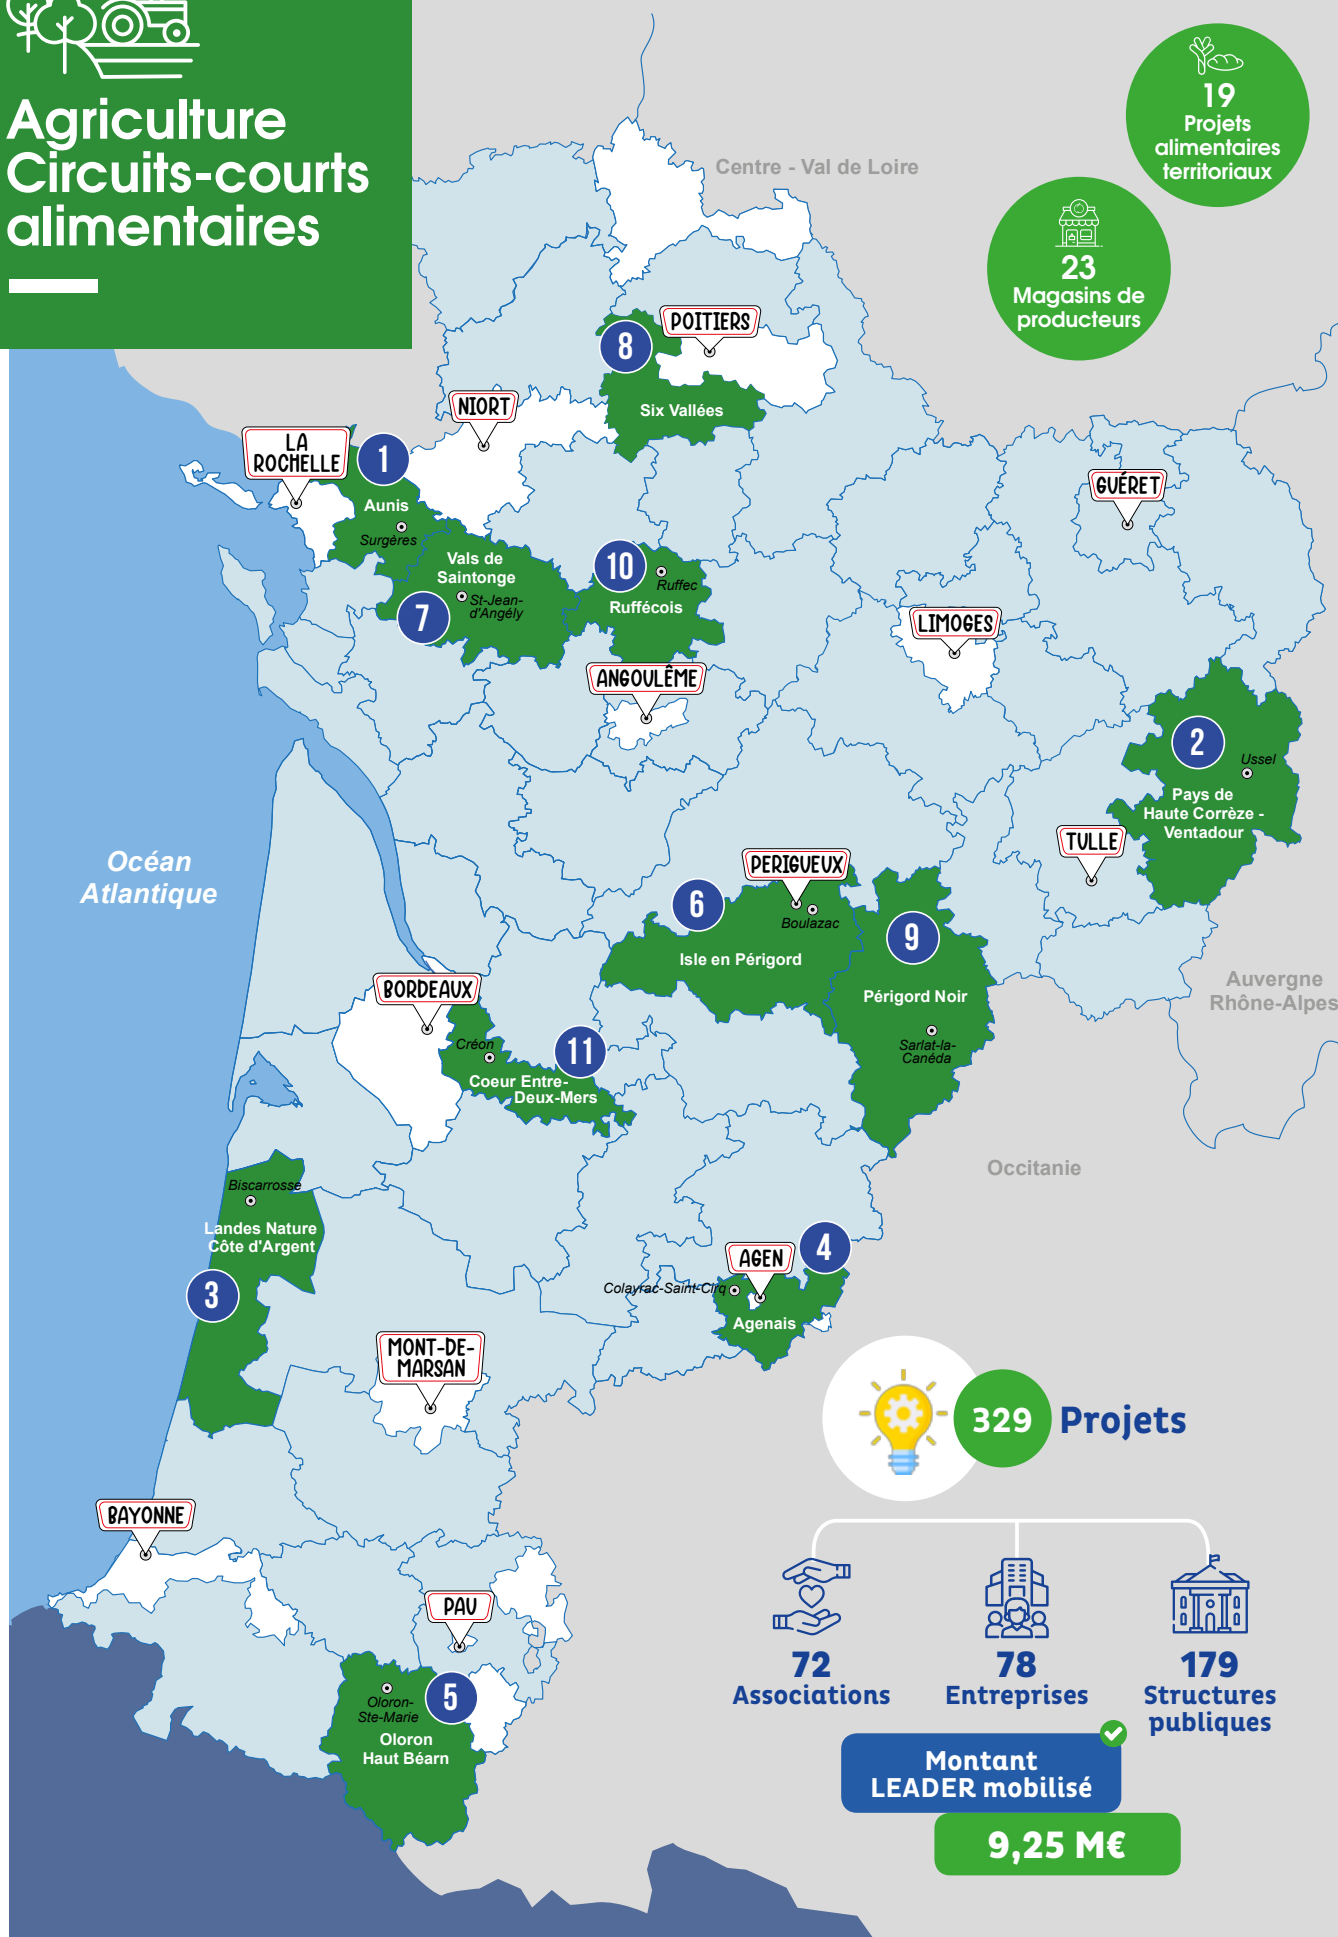 Agriculture
Circuits-courts
alimentaires
19
Projets
alimentaires
territoriaux
23
Magasins de
producteurs
Centre - Val de Loire
POITIERS
8
Six Vallées
NIORT
LA
ROCHELLE
1
Aunis
Surgères
GUÉRET
Vals de
Saintonge
St-Jean-
d'Angély
7
10
Ruffec
Ruffécois
LIMOGES
ANGOULÊME
2
Ussel
Pays de
Haute Corrèze -
Ventadour
TULLE
Océan
Atlantique
PERIGUEUX
6
Boulazac
Isle en Périgord
9
Périgord Noir
Sarlat-la-
Canéda
Auvergne
Rhône-Alpes
BORDEAUX
Créon
11
Coeur Entre-
Deux-Mers
Occitanie
Biscarrosse
Landes Nature
Côte d'Argent
3
AGEN
4
Colayrac-Saint-Cirq
Agenais
MONT-DE-
MARSAN
329 Projets
BAYONNE
PAU
5
Oloron-
Ste-Marie
Oloron
Haut Béarn
72
Associations
78
Entreprises
179
Structures
publiques
Montant
LEADER mobilisé
9,25 M€